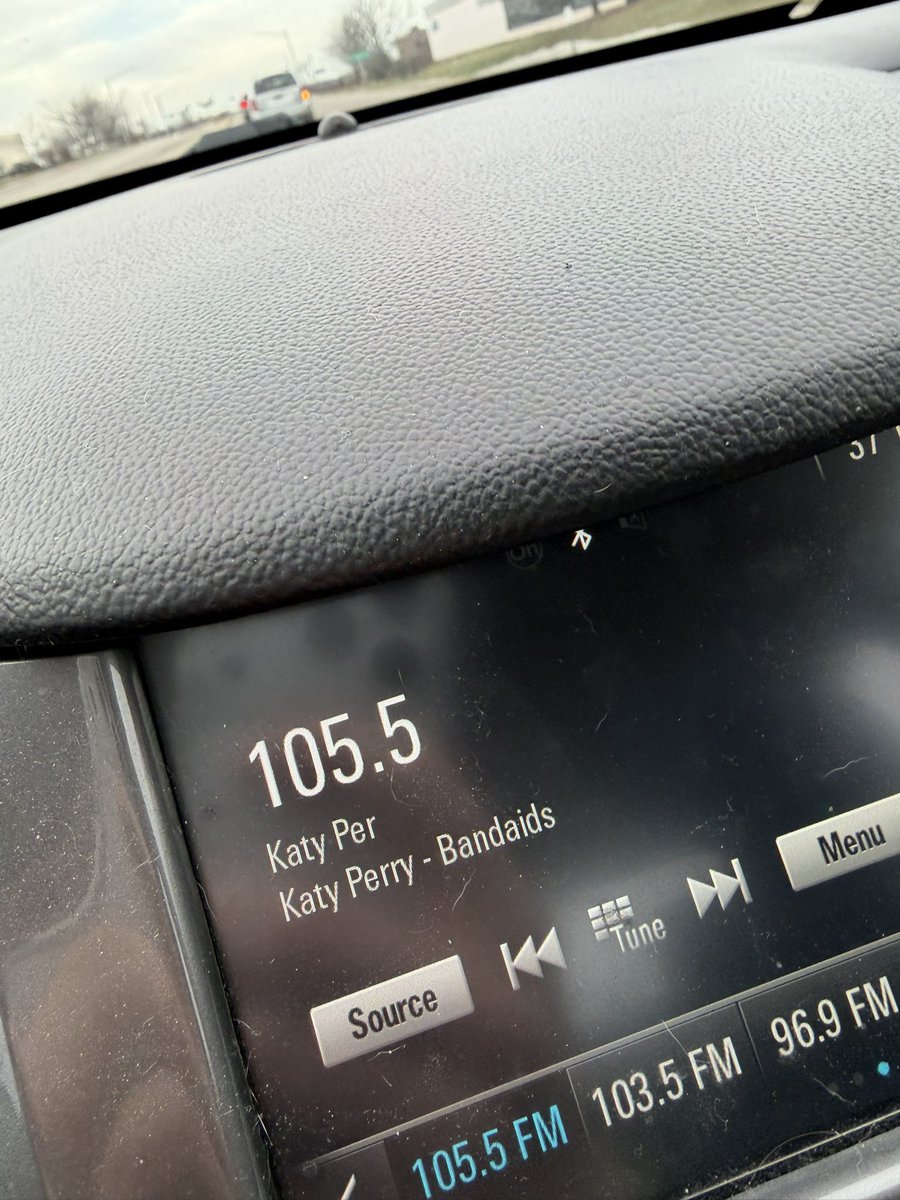 37
105.5
Katy Per
Katy Perry - Bandaids
Menu
Tune
Source
105.5 FM
103.5 FM
96.9 FM